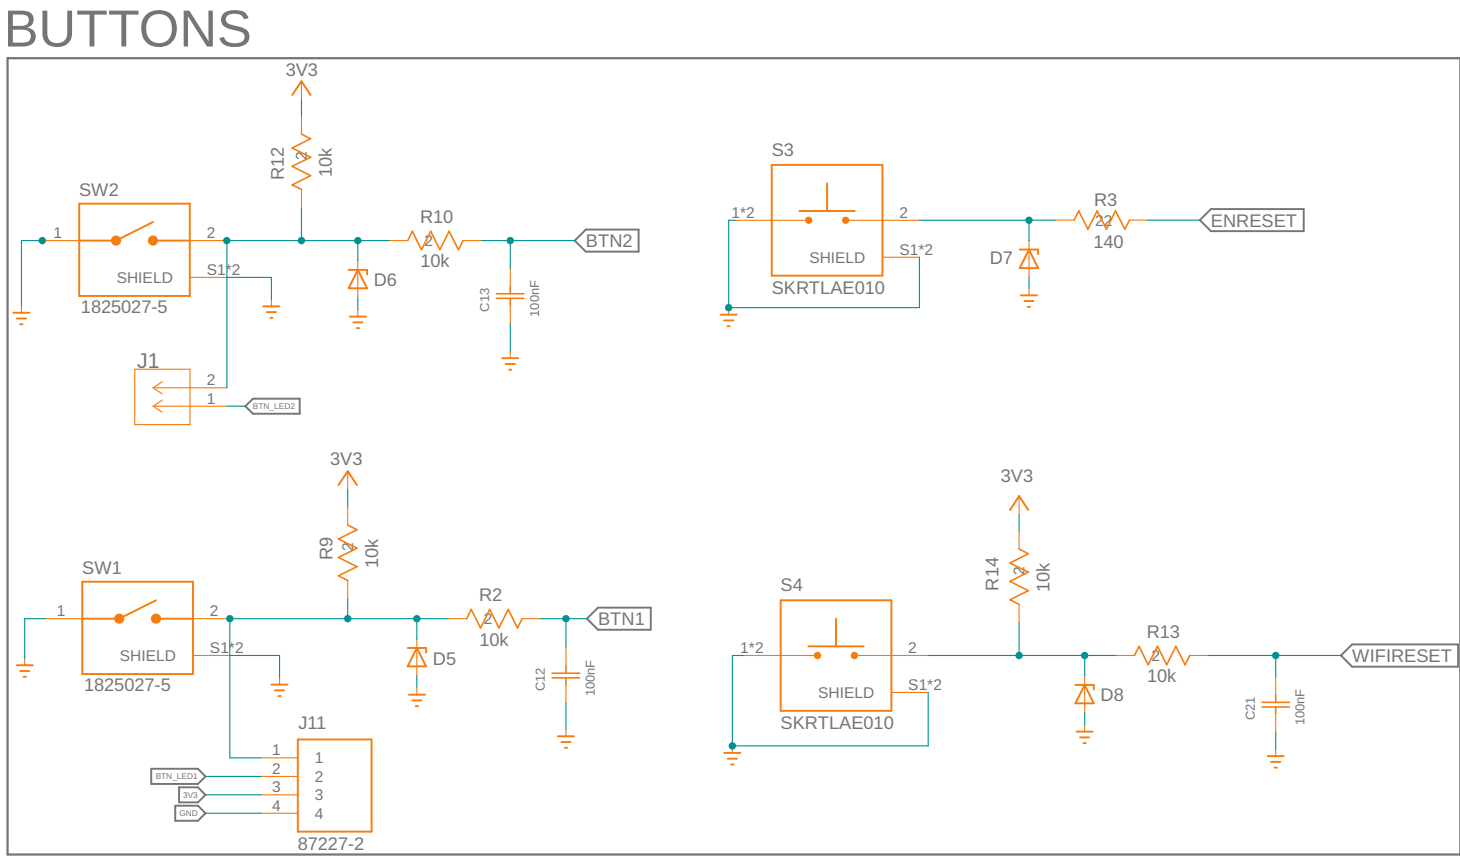 BUTTONS
3V3
R12
2
10k
SW2
1
2
SHIELD
S1*2
1825027-5
R10
2
10k
BTN2
D6
C13
100nF
J1
2
1
BTN_LED2
S3
1*2
2
SHIELD
S1*2
SKRTLAE010
R3
22
140
ENRESET
D7
3V3
R9
2
10k
SW1
1
2
SHIELD
S1*2
1825027-5
R2
2
10k
BTN1
D5
C12
100nF
J11
1
1
BTN_LED1
2
2
3V3
3
3
GND
4
4
87227-2
3V3
R14
2
10k
S4
1*2
2
SHIELD
S1*2
SKRTLAE010
R13
2
10k
WIFIRESET
D8
C21
100nF